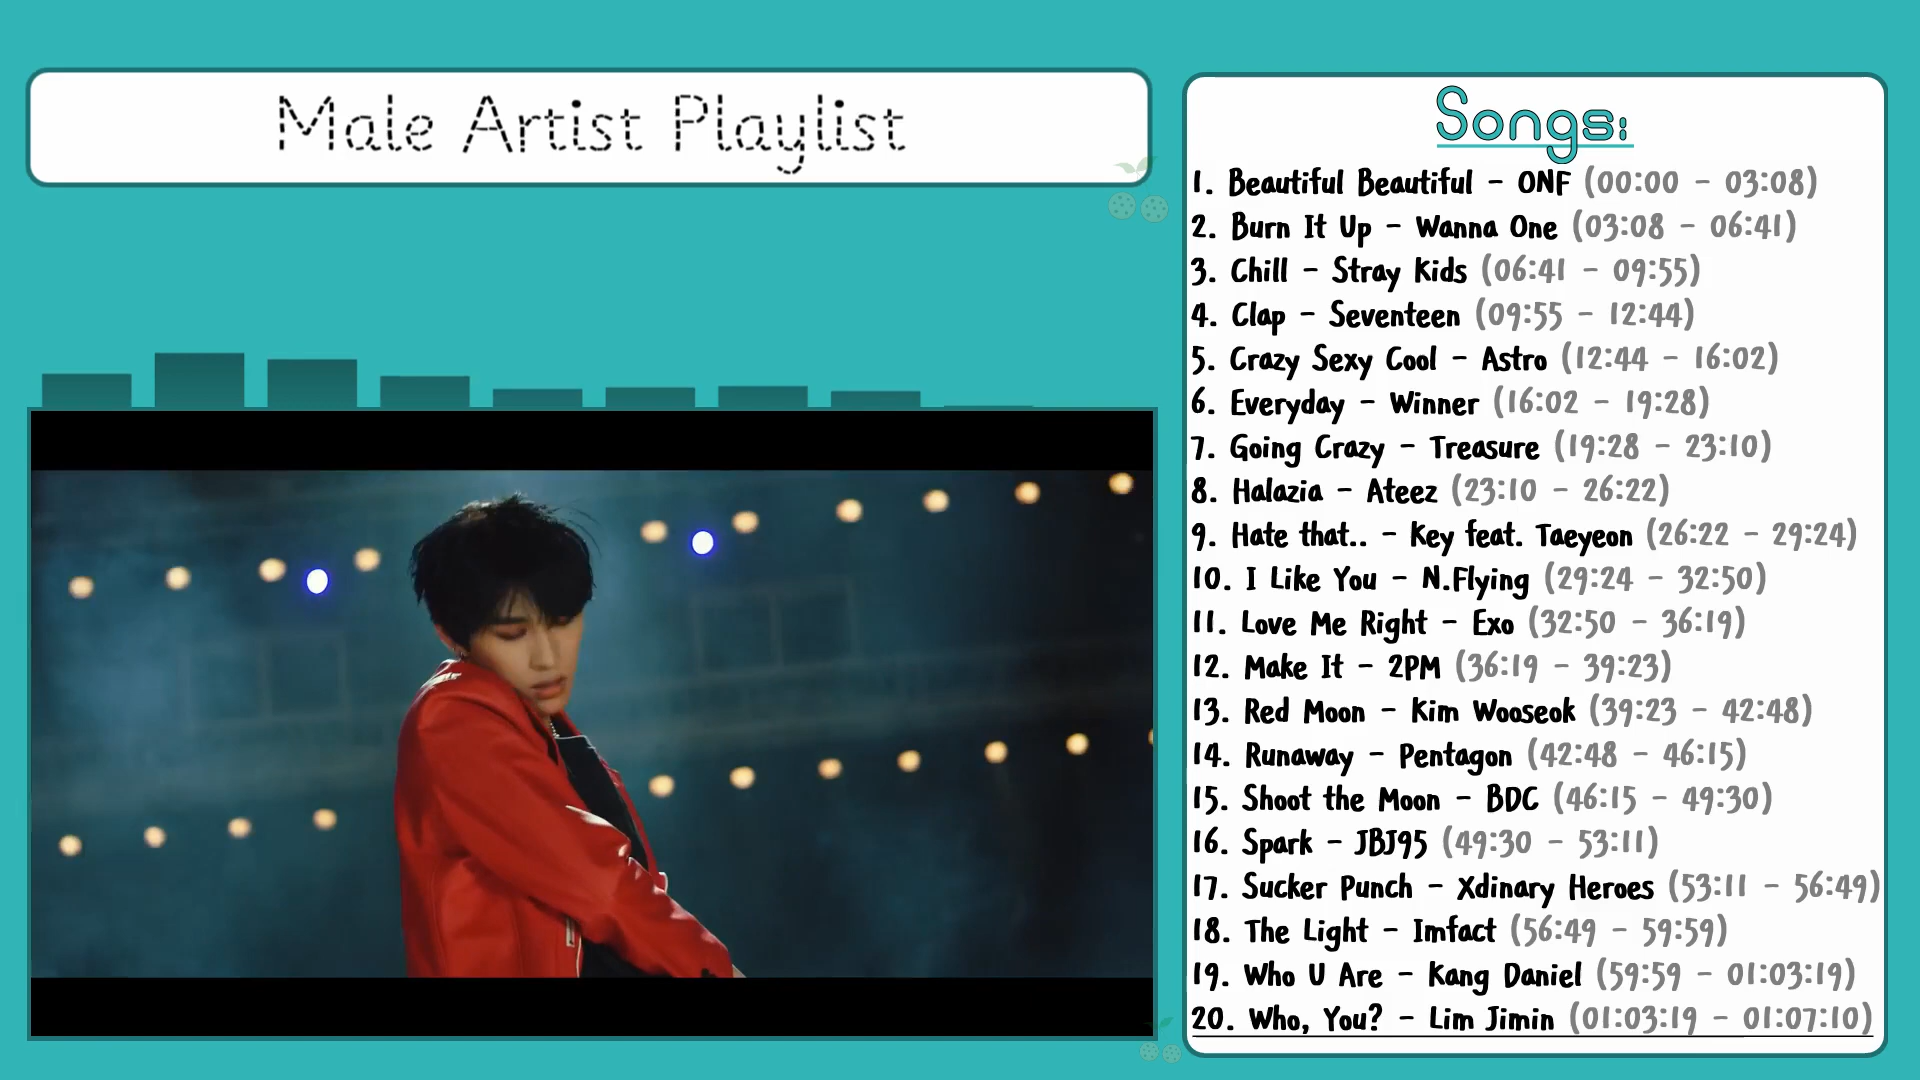 Male Artist Playlist
Songs:
1. Beautiful Beautiful - ONF (00:00 - 03:08)
2. Burn It Up - Wanna One (03:08 - 06:41)
3. Chill - Stray Kids (06:41 - 09:55)
4. Clap - Seventeen (09:55 - 12:44)
5. Crazy Sexy Cool - Astro (12:44 - 16:02)
6. Everyday - Winner (16:02 - 19:28)
7. Going Crazy - Treasure (19:28 - 23:10)
8. Halazia - Ateez (23:10 - 26:22)
9. Hate that.. - Key feat. Taeyeon (26:22 - 29:24)
10. I Like You - N.Flying (29:24 - 32:50)
11. Love Me Right - Exo (32:50 - 36:19)
12. Make It - 2PM (36:19 - 39:23)
13. Red Moon - Kim Wooseok (39:23 - 42:48)
14. Runaway - Pentagon (42:48 - 46:15)
15. Shoot the Moon - BDC (46:15 - 49:30)
16. Spark - JBJ95 (49:30 - 53:11)
17. Sucker Punch - Xdinary Heroes (53:11 - 56:49)
18. The Light - Imfact (56:49 - 59:59)
19. Who U Are - Kang Daniel (59:59 - 01:03:19)
20. Who, You? - Lim Jimin (01:03:19 - 01:07:10)